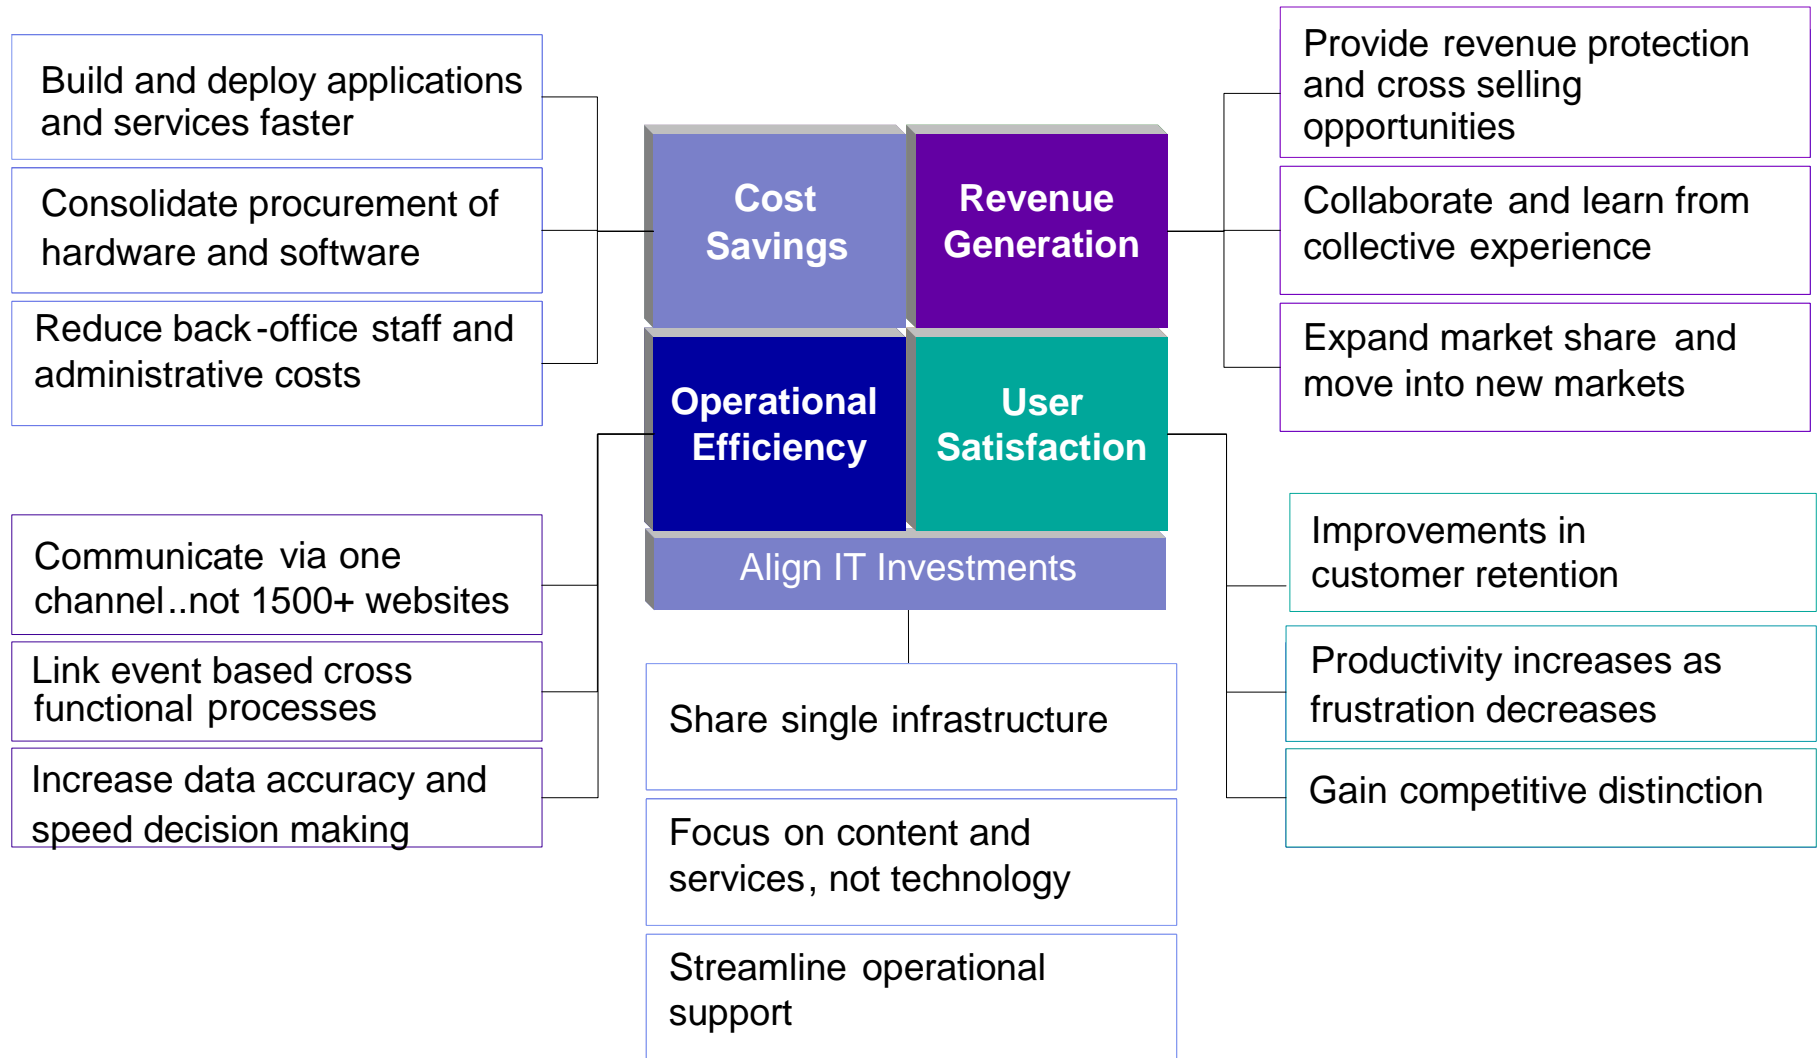 Build and deploy applications
and services faster
Consolidate procurement of
hardware and software
Reduce back-office staff and
administrative costs
Cost
Savings
Revenue
Generation
Provide revenue protection
and cross selling
opportunities
Collaborate and learn from
collective experience
Expand market share and
move into new markets
Operational
Efficiency
User
Satisfaction
Align IT Investments
Communicate via one
channel..not 1500+ websites
Link event based cross
functional processes
Increase data accuracy and
speed decision making
Share single infrastructure
Focus on content and
services, not technology
Streamline operational
support
Improvements in
customer retention
Productivity increases as
frustration decreases
Gain competitive distinction